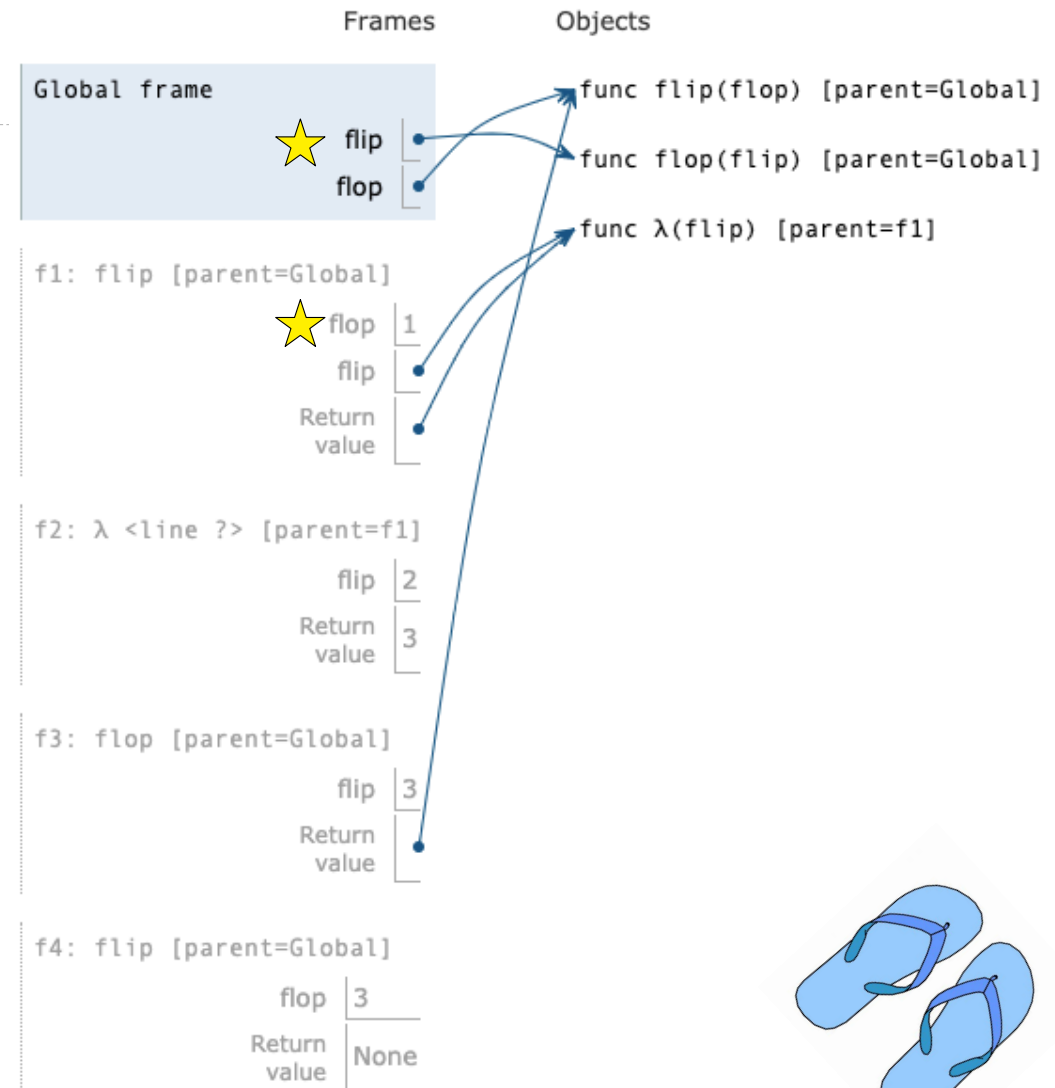 Frames Objects
Global frame
flip
flop
func flip(flop) [parent=Global]
func flop(flip) [parent=Global]
func λ(flip) [parent=f1]
f1: flip [parent=Global]
flop 1
flip
Return
value
f2: λ <line ?> [parent=f1]
flip 2
Return
value 3
f3: flop [parent=Global]
flip 3
Return
value
f4: flip [parent=Global]
flop 3
Return
value None